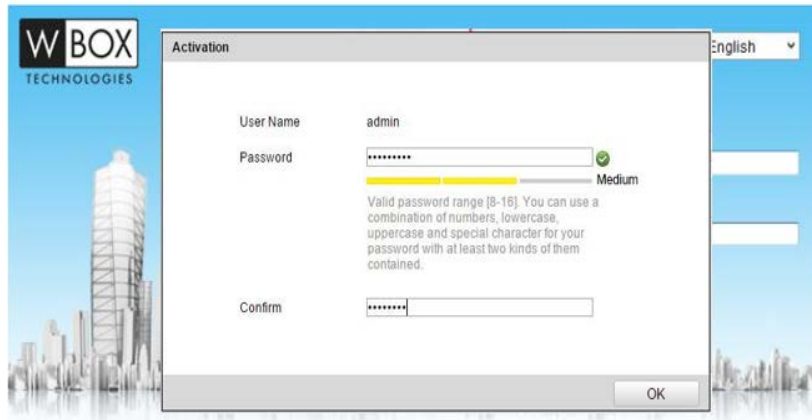 W BOX
TECHNOLOGIES
Activation
English
User Name admin
Password •••••••••
Medium
Valid password range [8-16]. You can use a
combination of numbers, lowercase,
uppercase and special character for your
password with at least two kinds of them
contained.
Confirm ••••••••
OK